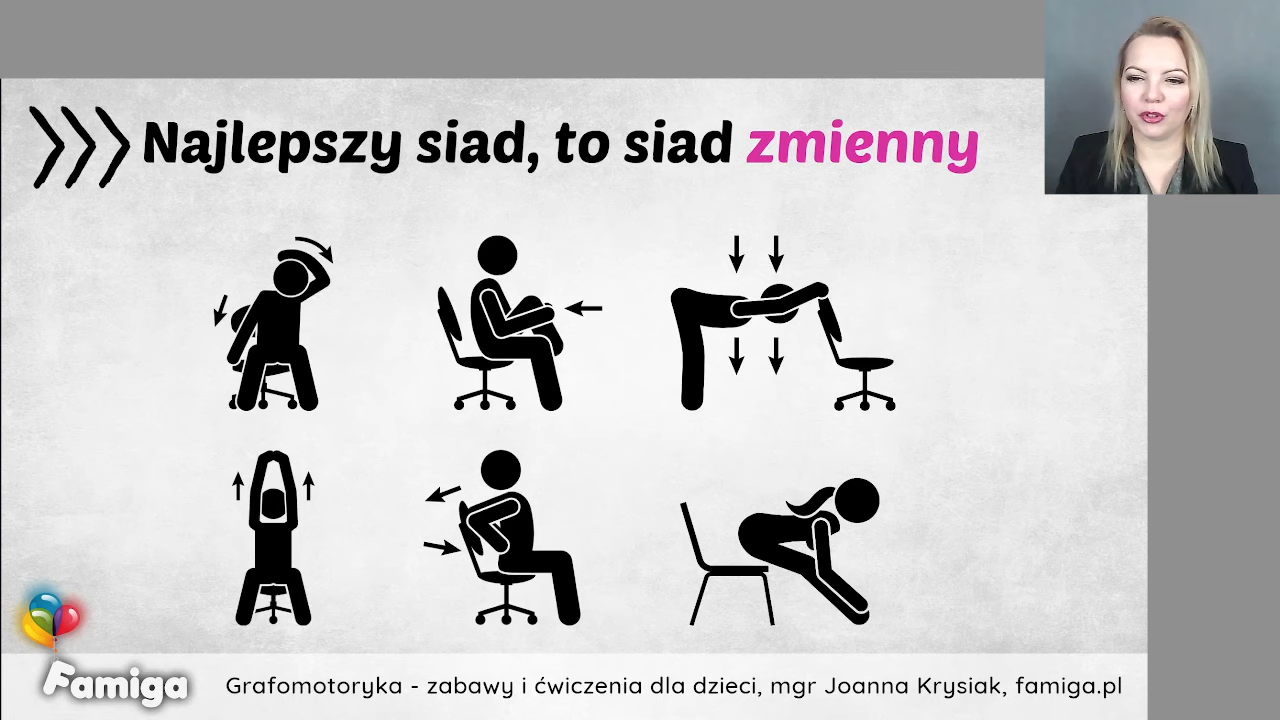 Najlepszy siad, to siad zmienny
Famiga
Grafomotoryka - zabawy i ćwiczenia dla dzieci, mgr Joanna Krysiak, famiga.pl